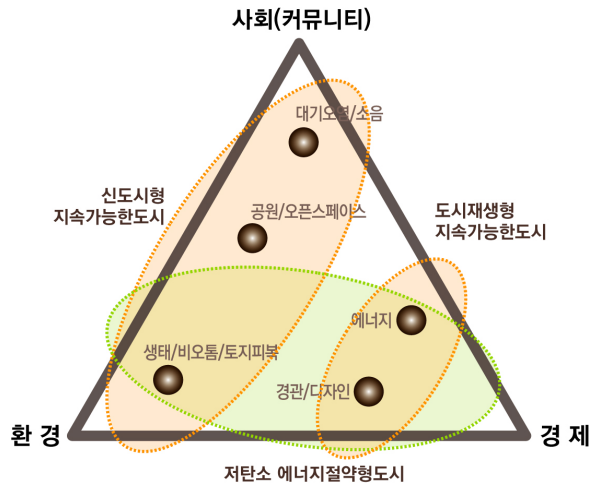 사회(커뮤니티)
대기오염/소음
신도시형
지속가능한도시
공원/오픈스페이스
도시재생형
지속가능한도시
에너지
생태/비오톰/토지피복
경관/디자인
환 경
경 제
저탄소 에너지절약형도시